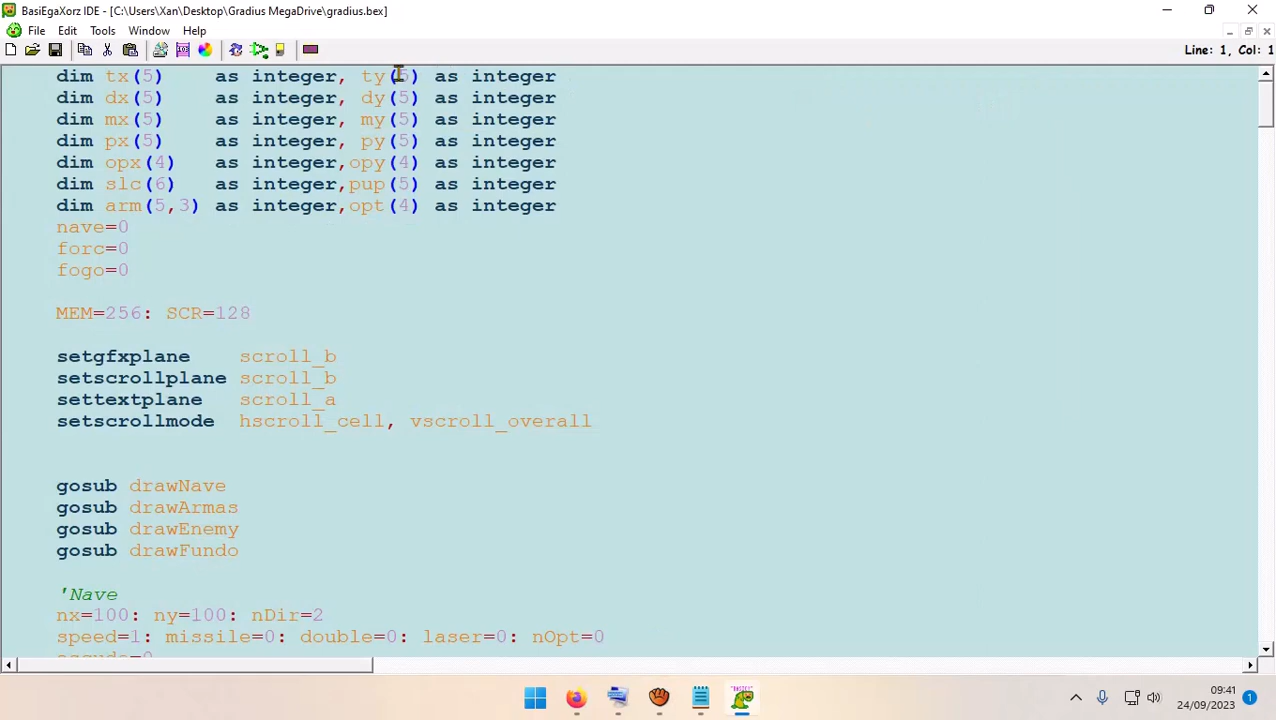 BasiEgaXorz IDE - [C:\Users\Xan\Desktop\Gradius MegaDrive\gradius.bex]
File Edit Tools Window Help
Line: 1, Col: 1
dim tx(5) as integer, ty(5) as integer
dim dx(5) as integer, dy(5) as integer
dim mx(5) as integer, my(5) as integer
dim px(5) as integer, py(5) as integer
dim opx(4) as integer,opy(4) as integer
dim slc(6) as integer,pup(5) as integer
dim arm(5,3) as integer,opt(4) as integer
nave=0
forc=0
fogo=0
MEM=256: SCR=128
setgfxplane scroll_b
setscrollplane scroll_b
settextplane scroll_a
setscrollmode hscroll_cell, vscroll_overall
gosub drawNave
gosub drawArmas
gosub drawEnemy
gosub drawFundo
'Nave
nx=100: ny=100: nDir=2
speed=1: missile=0: double=0: laser=0: nOpt=0
09:41
24/09/2023
1